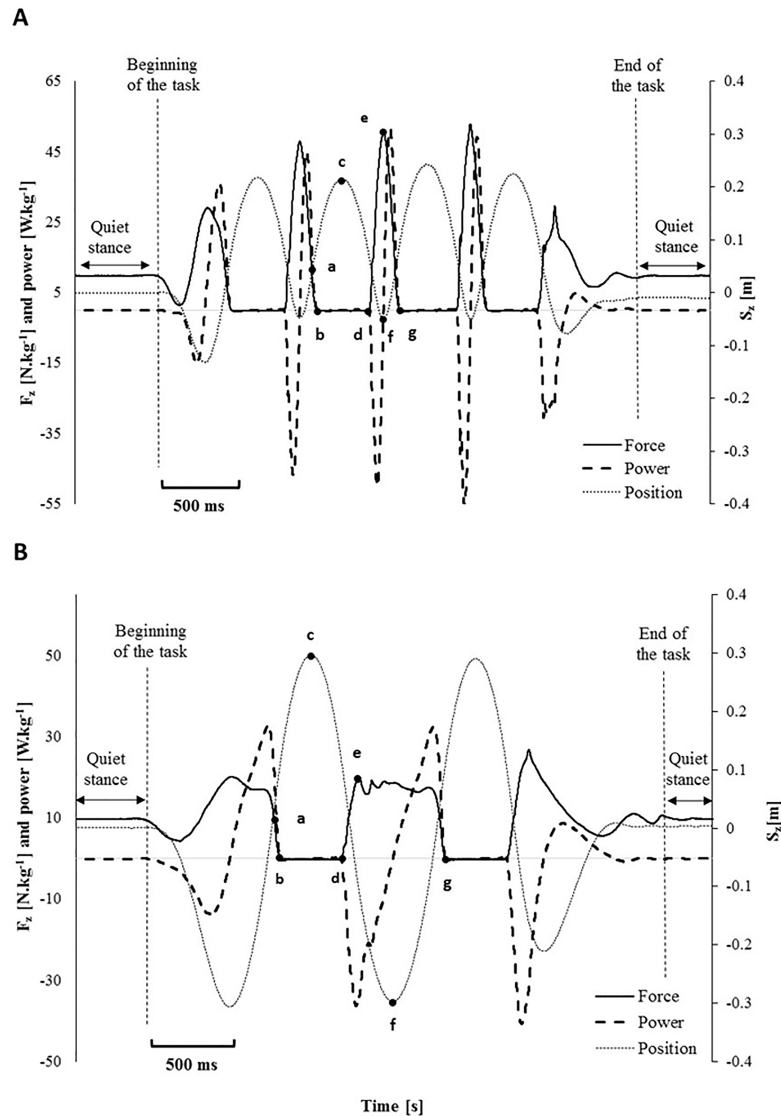 A
Beginning
of the task
End of
the task
65
45
25
5
-15
-35
-55
F_z [N.kg⁻¹] and power [W.kg⁻¹]
0.4
0.3
0.2
0.1
0
-0.1
-0.2
-0.3
-0.4
S_z [m]
Quiet
stance
Quiet
stance
e
c
a
b
d
f
g
500 ms
Force
Power
Position
B
Beginning
of the task
End of
the task
50
30
10
-10
-30
-50
F_z [N.kg⁻¹] and power [W.kg⁻¹]
0.4
0.3
0.2
0.1
0
-0.1
-0.2
-0.3
-0.4
S_z[m]
Quiet
stance
Quiet
stance
c
e
a
b
d
g
f
500 ms
Force
Power
Position
Time [s]